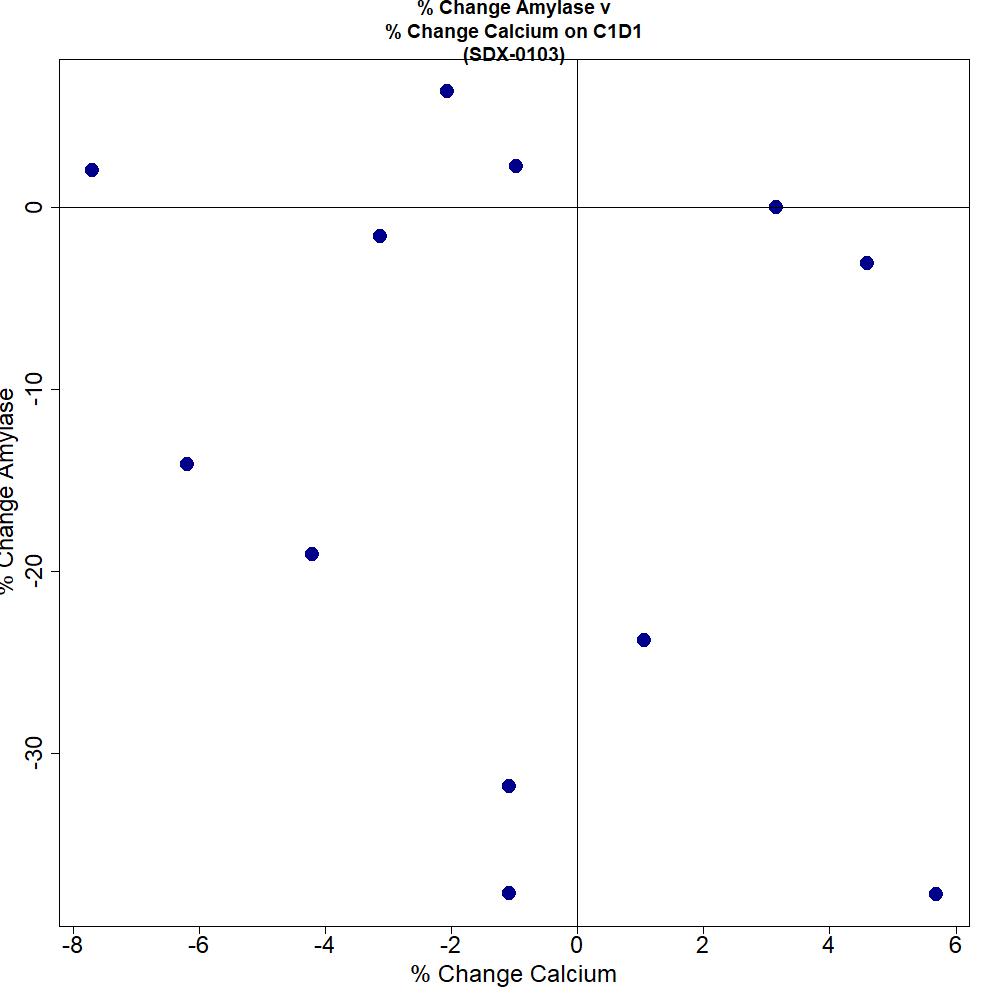 % Change Amylase v
% Change Calcium on C1D1
(SDX-0103)
0
-10
-20
-30
% Change Amylase
-8 -6 -4 -2 0 2 4 6
% Change Calcium